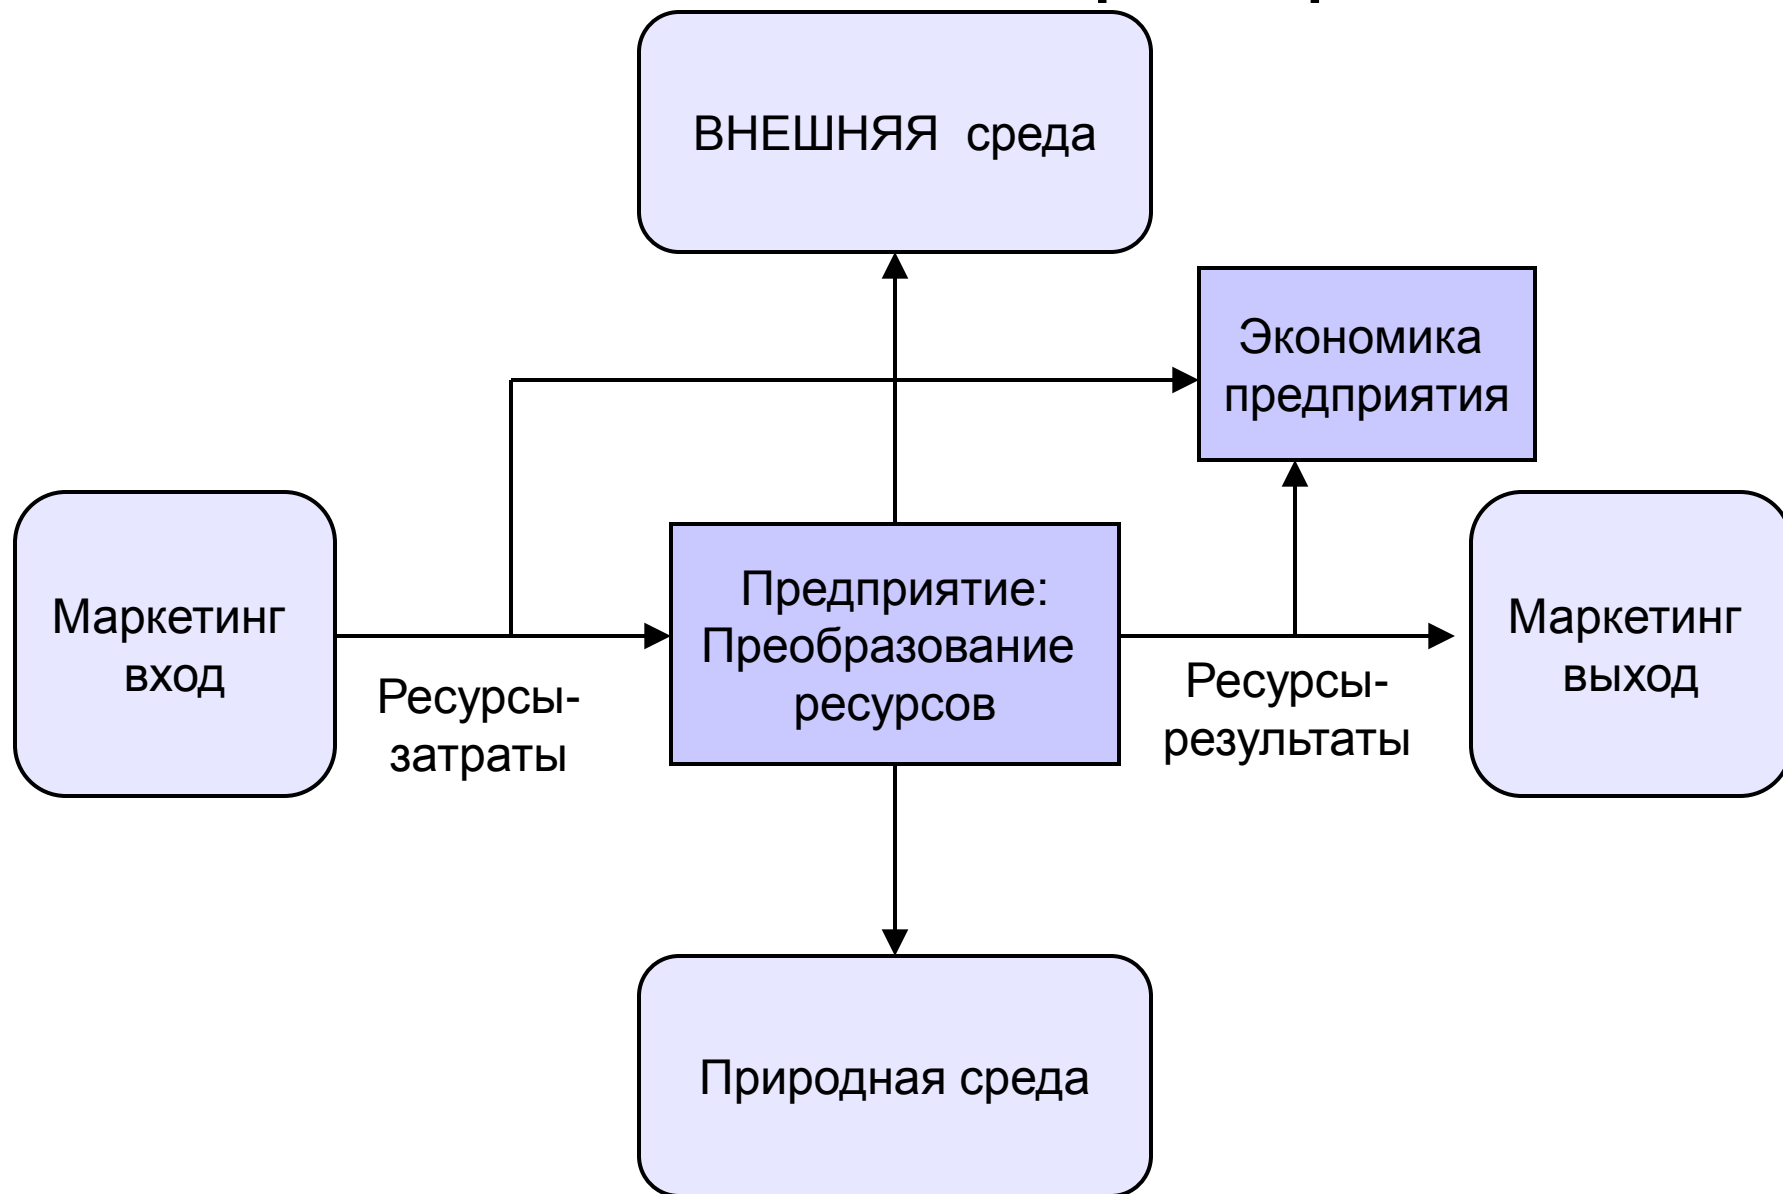 ВНЕШНЯЯ среда
Экономика
предприятия
Маркетинг
вход
Ресурсы-
затраты
Предприятие:
Преобразование
ресурсов
Ресурсы-
результаты
Маркетинг
выход
Природная среда